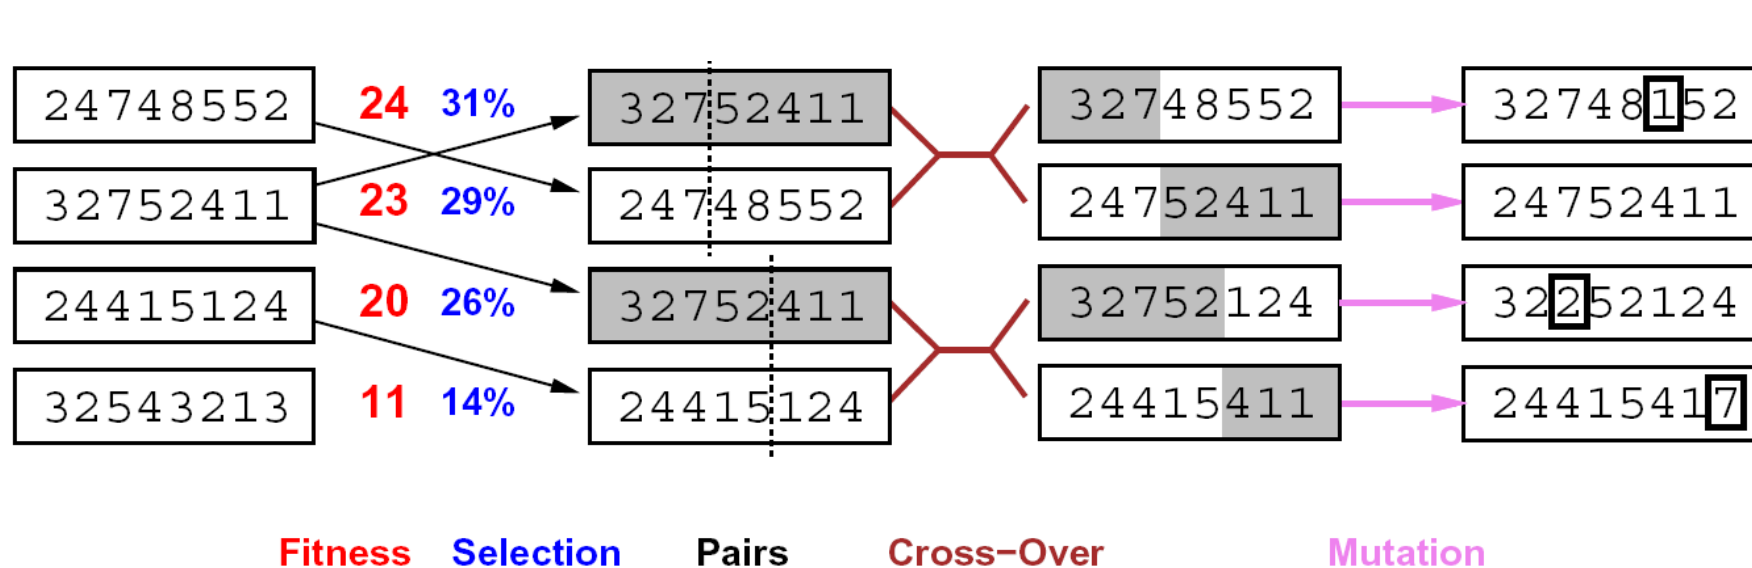 24748552 24 31% 32752411 32748552 32748152
32752411 23 29% 24748552 24752411 24752411
24415124 20 26% 32752411 32752124 32252124
32543213 11 14% 24415124 24415411 24415417
Fitness Selection Pairs Cross-Over Mutation